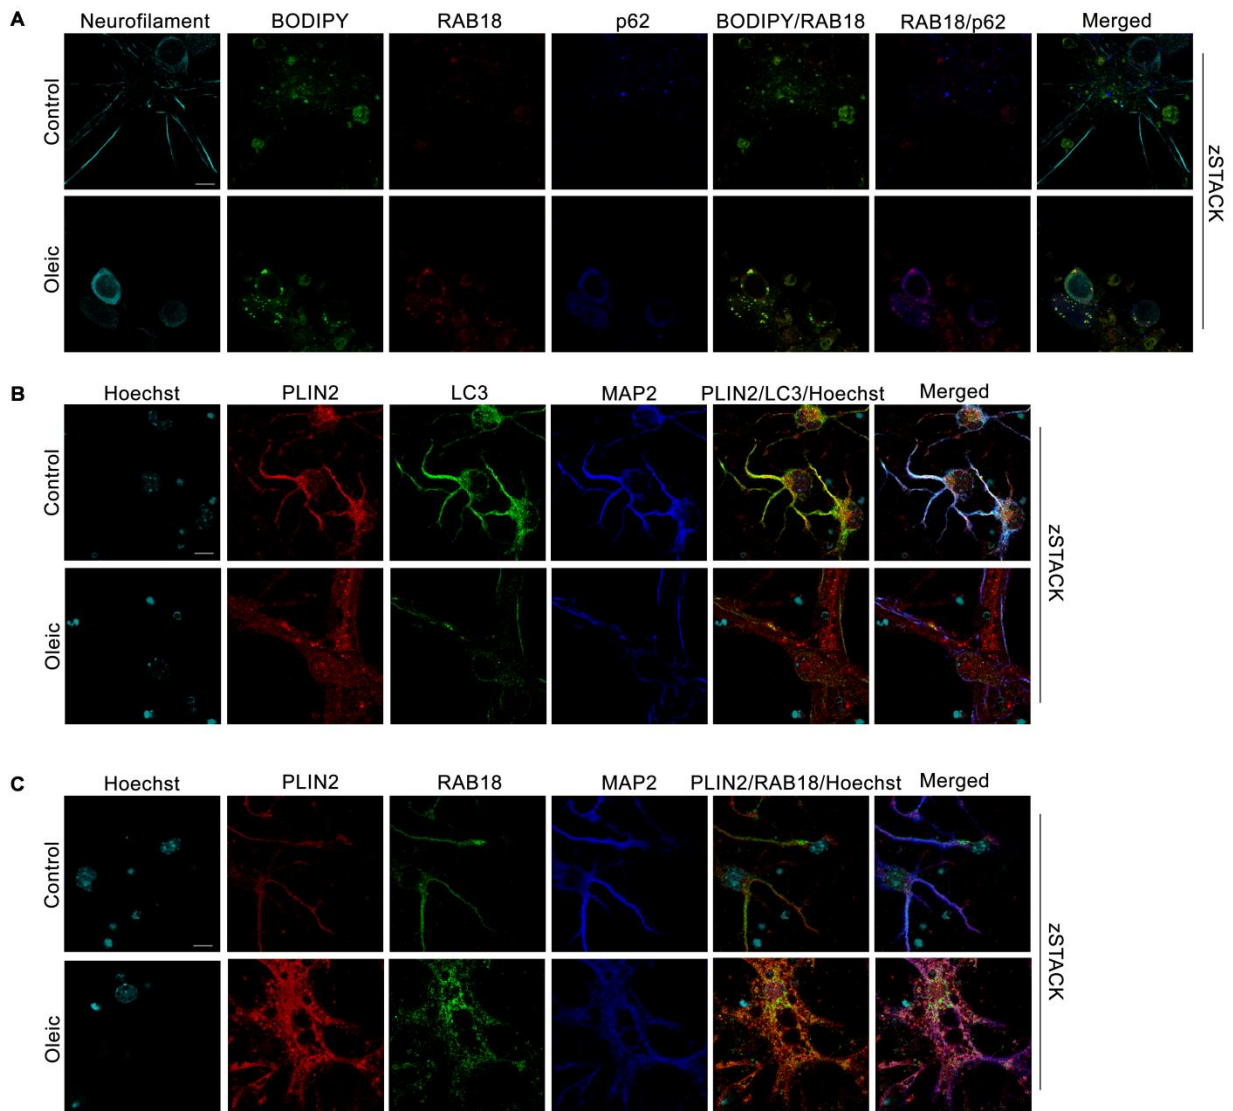 A
Neurofilament BODIPY RAB18 p62 BODIPY/RAB18 RAB18/p62 Merged
Control
Oleic
zSTACK
B
Hoechst PLIN2 LC3 MAP2 PLIN2/LC3/Hoechst Merged
Control
Oleic
zSTACK
C
Hoechst PLIN2 RAB18 MAP2 PLIN2/RAB18/Hoechst Merged
Control
Oleic
zSTACK